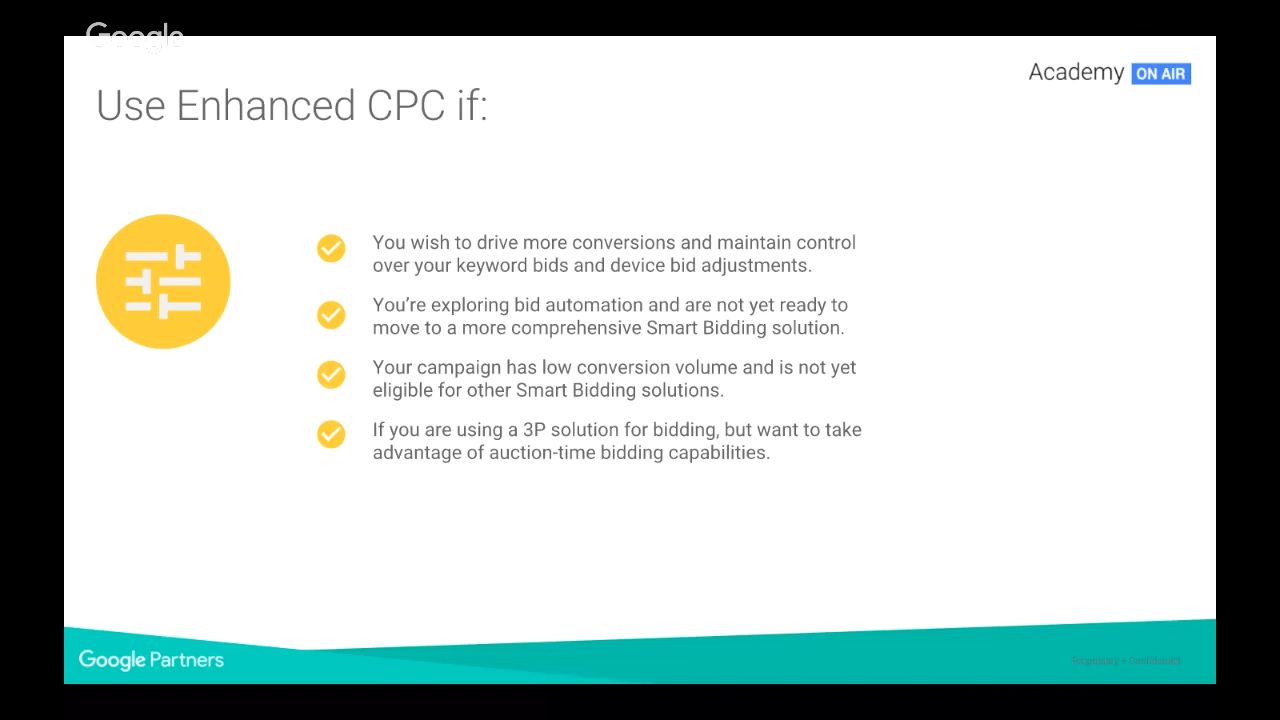 Google
Academy ON AIR
Use Enhanced CPC if:
You wish to drive more conversions and maintain control
over your keyword bids and device bid adjustments.
You’re exploring bid automation and are not yet ready to
move to a more comprehensive Smart Bidding solution.
Your campaign has low conversion volume and is not yet
eligible for other Smart Bidding solutions.
If you are using a 3P solution for bidding, but want to take
advantage of auction-time bidding capabilities.
Google Partners
Proprietary + Confidential